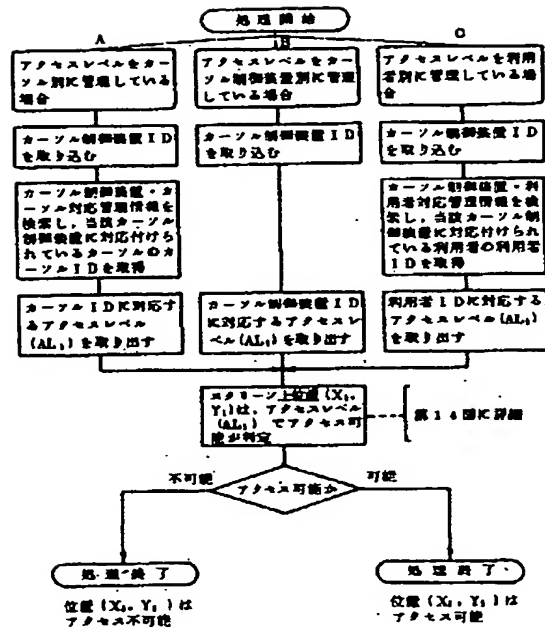 処理開始
A
B
C
アクセスレベルをカー
ソル別に管理している
場合
アクセスレベルをカー
ソル制御装置別に管理
している場合
アクセスレベルを利用
者別に管理している場
合
カーソル制御装置ID
を取り込む
カーソル制御装置ID
を取り込む
カーソル制御装置ID
を取り込む
カーソル制御装置・カー
ソル対応管理情報を
検索し、当該カーソル
制御装置に対応付けら
れているカーソルのカ
ーソルIDを取得
カーソル制御装置・利
用者対応管理情報を検
索し、当該カーソル制
御装置に対応付けられ
ている利用者の利用者
IDを取得
カーソルIDに対応す
るアクセスレベル
(AL₁)を取り出す
カーソル制御装置ID
に対応するアクセスレ
ベル(AL₁)を取り出す
利用者IDに対応する
アクセスレベル(AL₁)
を取り出す
スクリーン上位置(X₁,
Y₁)は、アクセスレベル
(AL₁)でアクセス可
能か判定
第14図に詳細
不可能
アクセス可能か
可能
処理終了
処理終了
位置(X₁, Y₁)は
アクセス不可能
位置(X₁, Y₁)は
アクセス可能